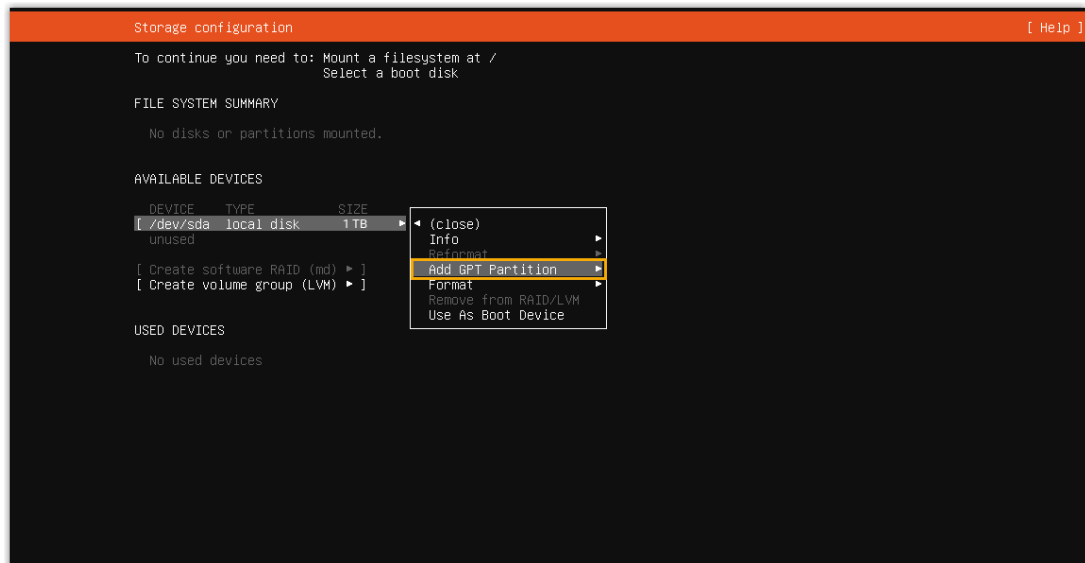 Storage configuration [ Help ]
To continue you need to: Mount a filesystem at /
Select a boot disk
FILE SYSTEM SUMMARY
No disks or partitions mounted.
AVAILABLE DEVICES
DEVICE TYPE SIZE
[ /dev/sda local disk 1 TB ▶
unused
[ Create software RAID (md) ▶ ]
[ Create volume group (LVM) ▶ ]
◀ (close)
Info ▶
Reformat ▶
Add GPT Partition ▶
Format ▶
Remove from RAID/LVM
Use As Boot Device
USED DEVICES
No used devices